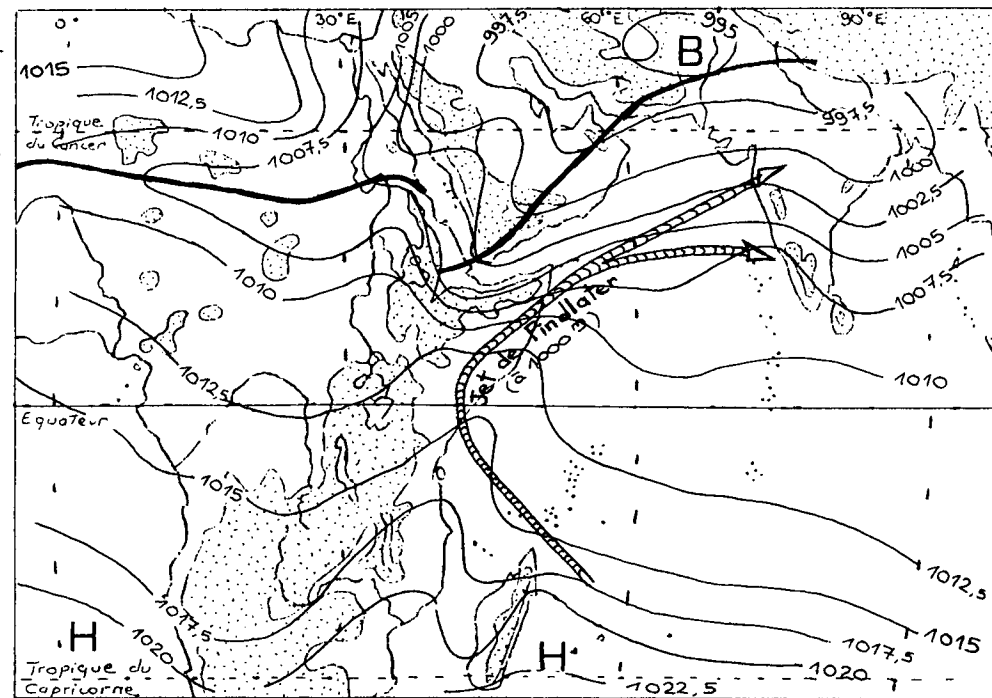 0°
30°E
60°E
90°E
1005
1000
997,5
995
B
1015
1012,5
1010
1007,5
997,5
1000
1002,5
1005
1007,5
Tropique
du Cancer
1010
1012,5
Jet de Findlater
(à 1000 m)
1010
Equateur
1015
1012,5
1015
1017,5
1020
1022,5
1017,5
1020
H
H
Tropique du
Capricorne